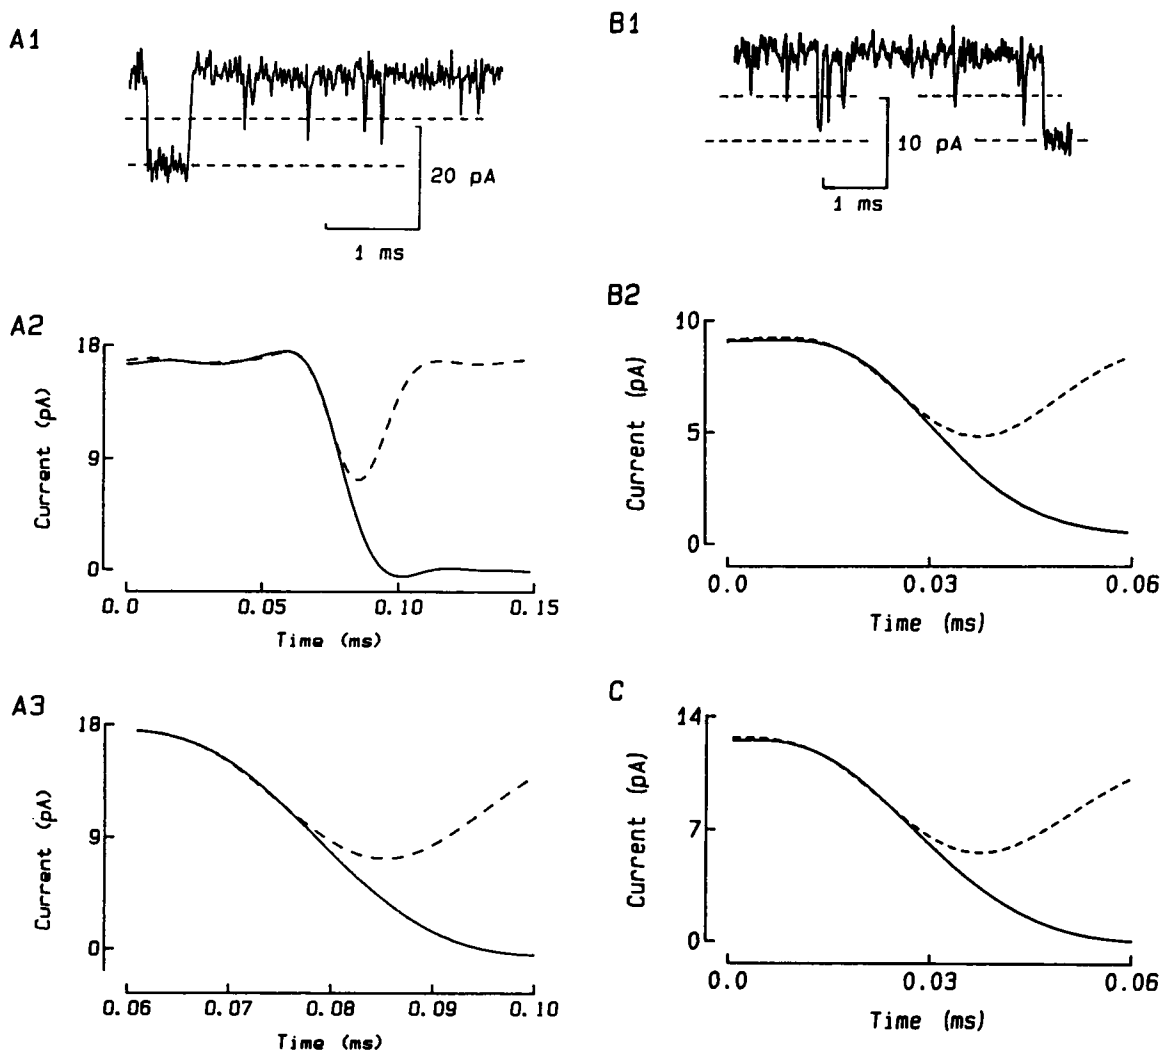 A1
20 pA
1 ms
B1
10 pA
1 ms
A2
18
9
0
Current (pA)
0.0
0.05
0.10
0.15
Time (ms)
B2
10
5
0
Current (pA)
0.0
0.03
0.06
Time (ms)
A3
18
9
0
Current (pA)
0.06
0.07
0.08
0.09
0.10
Time (ms)
C
14
7
0
Current (pA)
0.0
0.03
0.06
Time (ms)